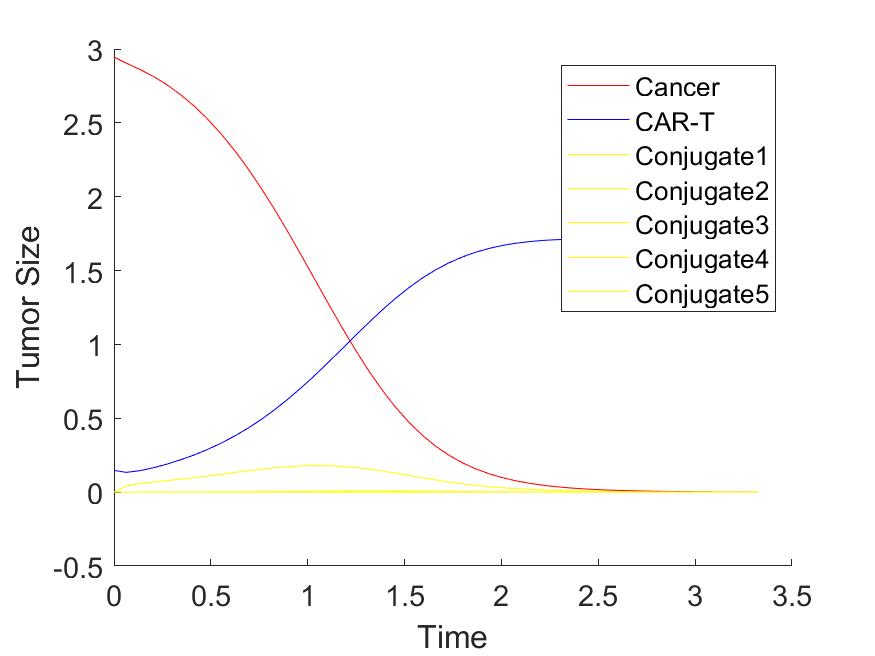 3
2.5
2
1.5
1
0.5
0
-0.5
Tumor Size
0 0.5 1 1.5 2 2.5 3 3.5
Time
Cancer
CAR-T
Conjugate1
Conjugate2
Conjugate3
Conjugate4
Conjugate5